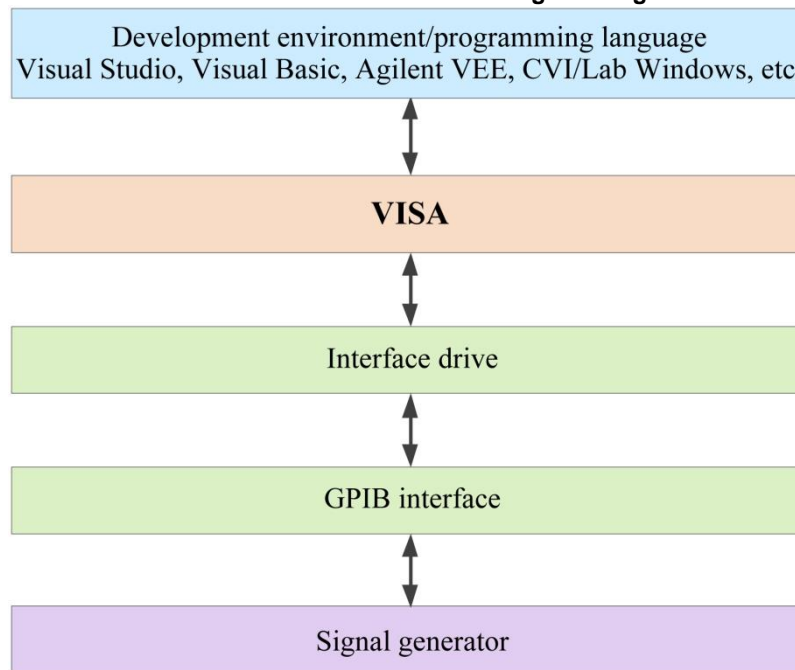 Development environment/programming language
Visual Studio, Visual Basic, Agilent VEE, CVI/Lab Windows, etc
VISA
Interface drive
GPIB interface
Signal generator